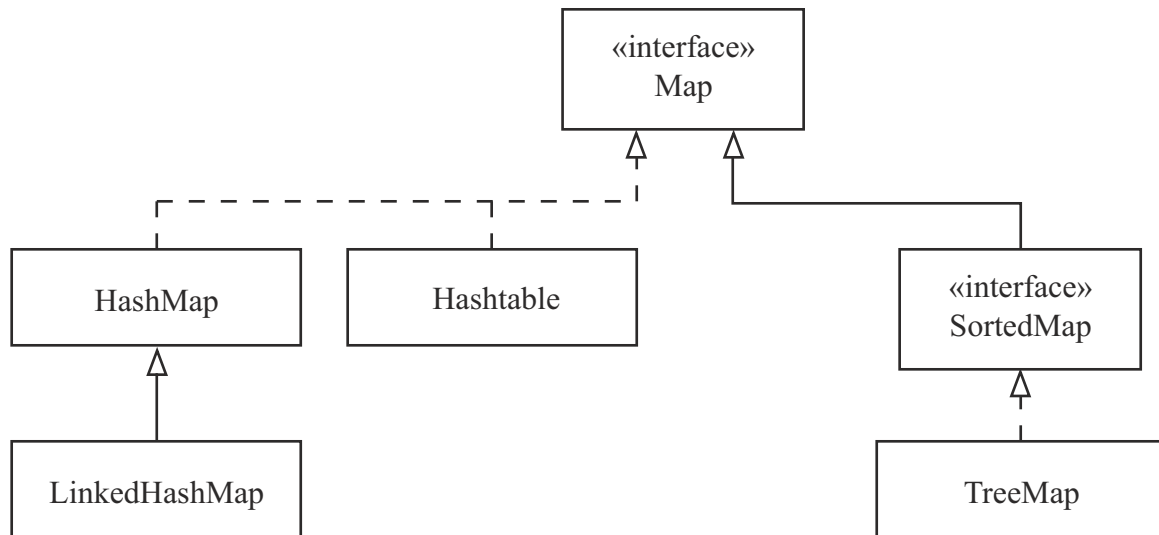 «interface»
Map
HashMap
Hashtable
«interface»
SortedMap
LinkedHashMap
TreeMap